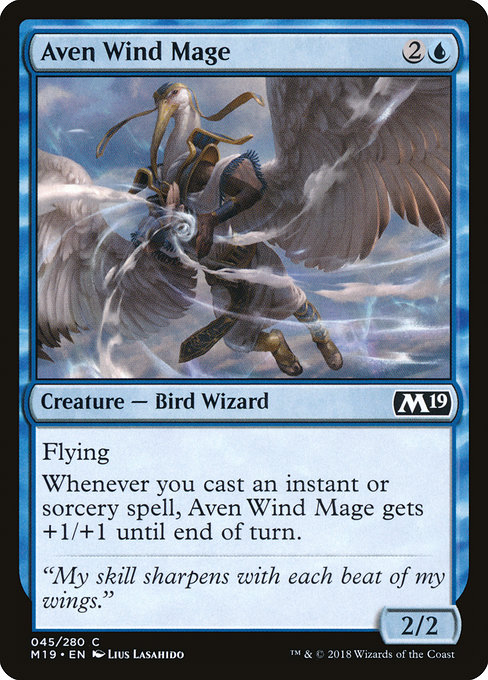 Aven Wind Mage 2
Creature — Bird Wizard M19
Flying
Whenever you cast an instant or
sorcery spell, Aven Wind Mage gets
+1/+1 until end of turn.
“My skill sharpens with each beat of my
wings.”
2/2
045/280 C
M19 • EN Lius Lasahido
™ & © 2018 Wizards of the Coast